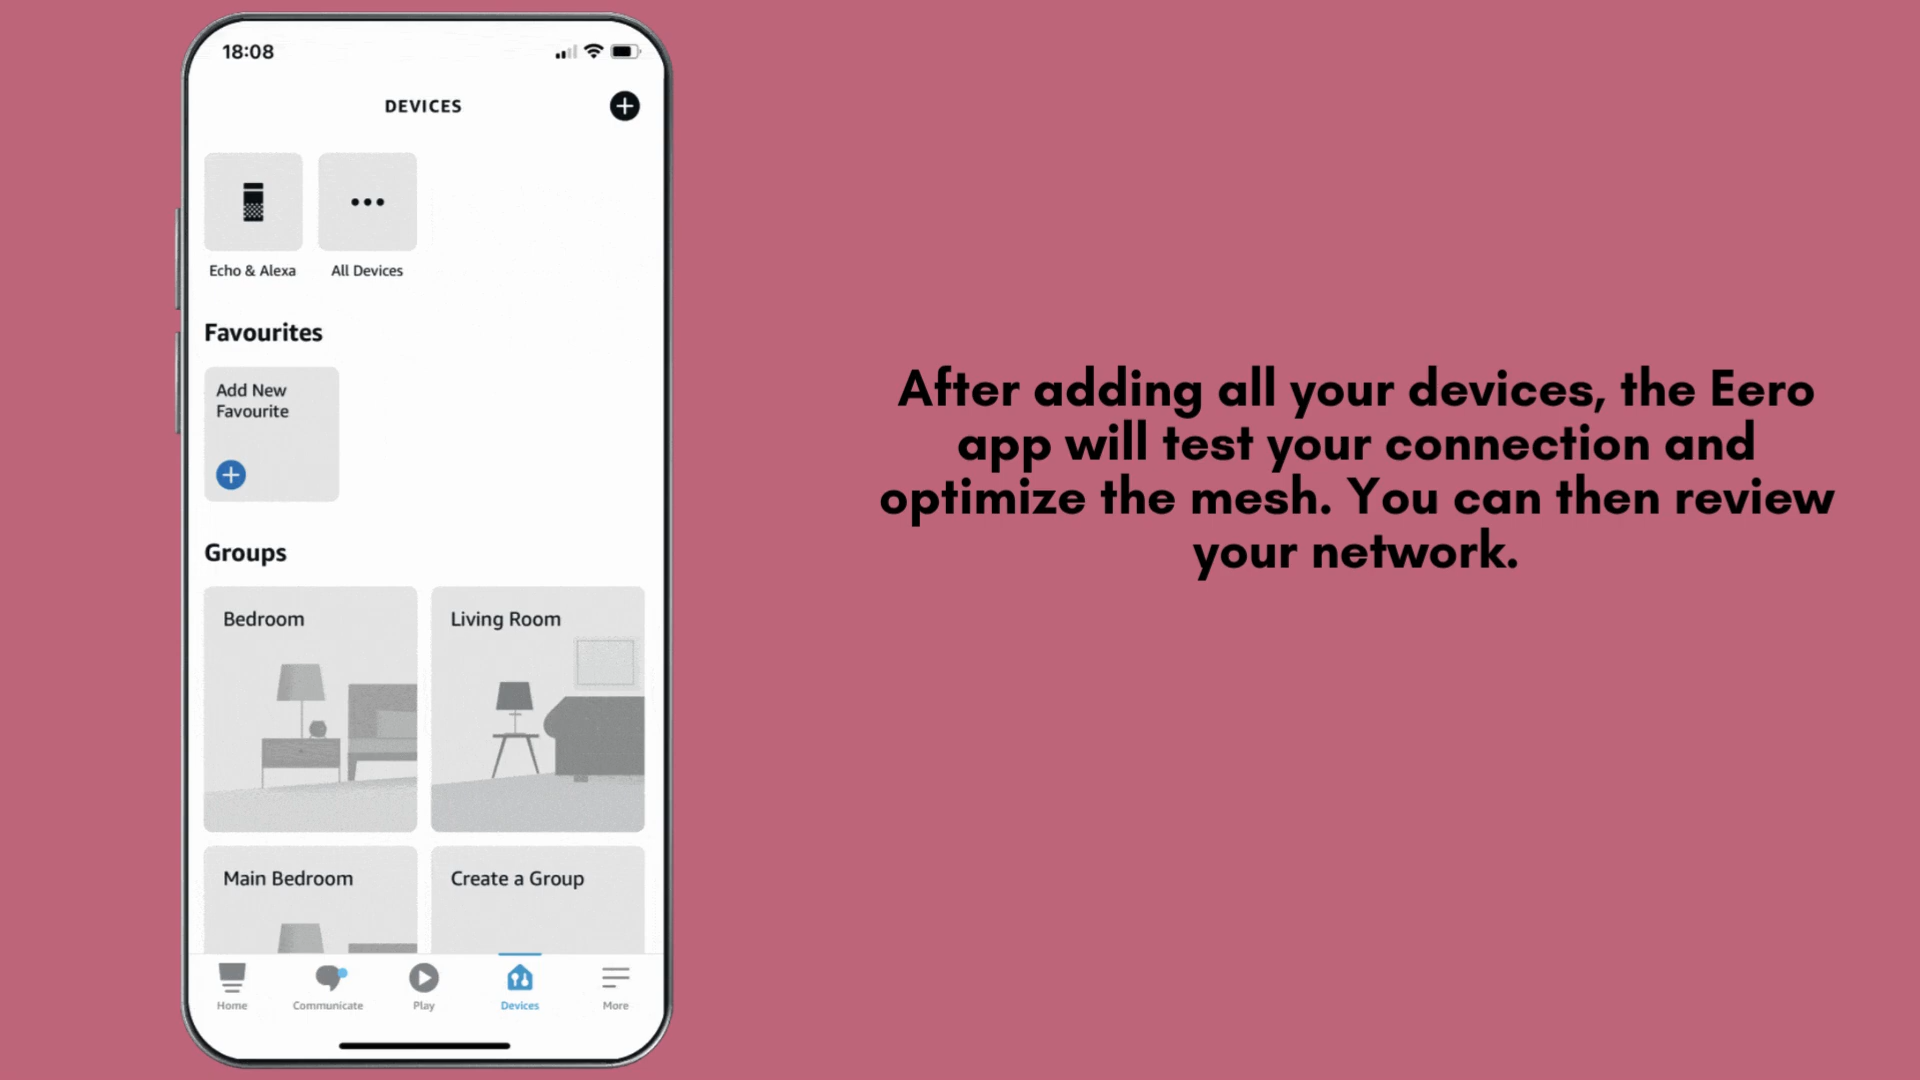 18:08
DEVICES
Echo & Alexa
All Devices
Favourites
Add New
Favourite
Groups
Bedroom
Living Room
Main Bedroom
Create a Group
Home
Communicate
Play
Devices
More
After adding all your devices, the Eero
app will test your connection and
optimize the mesh. You can then review
your network.